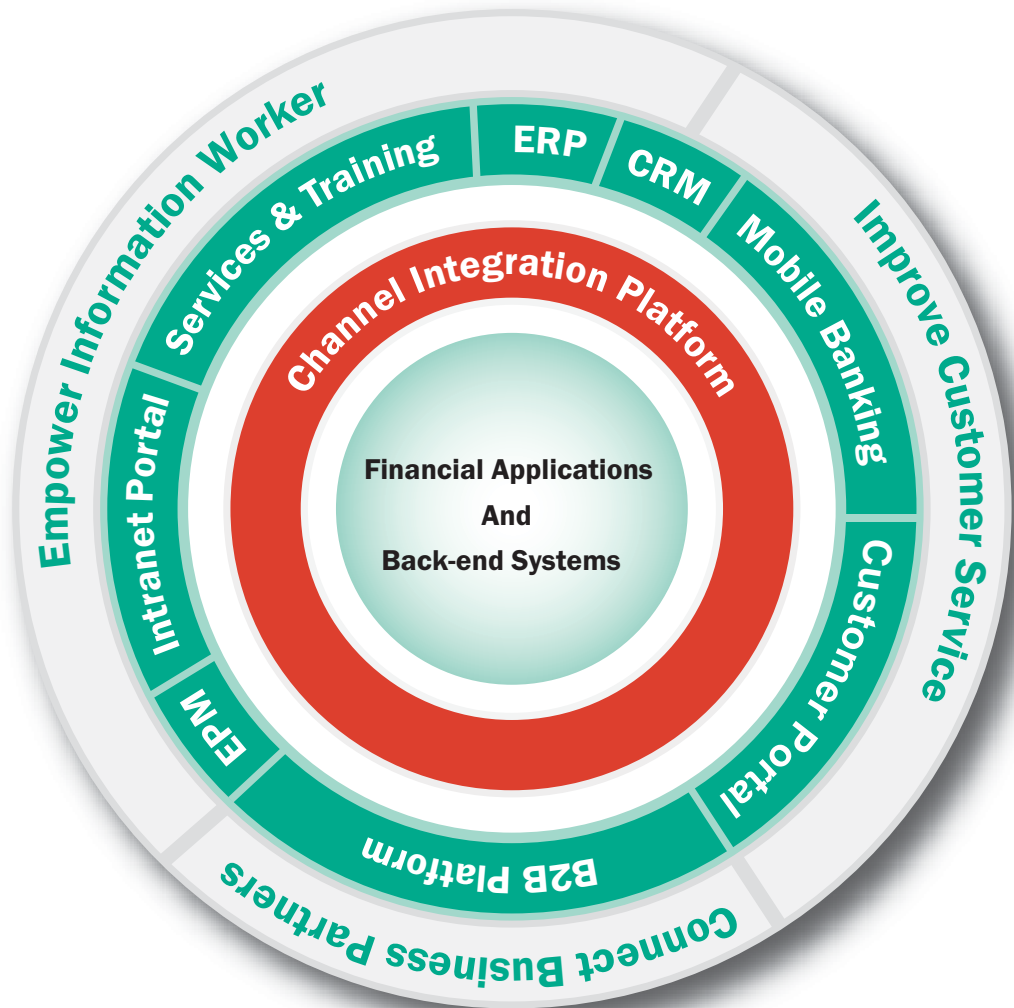 Empower Information Worker
Improve Customer Service
Connect Business Partners
Services & Training
ERP
CRM
Mobile Banking
Customer Portal
B2B Platform
EPM
Intranet Portal
Channel Integration Platform
Financial Applications
And
Back-end Systems